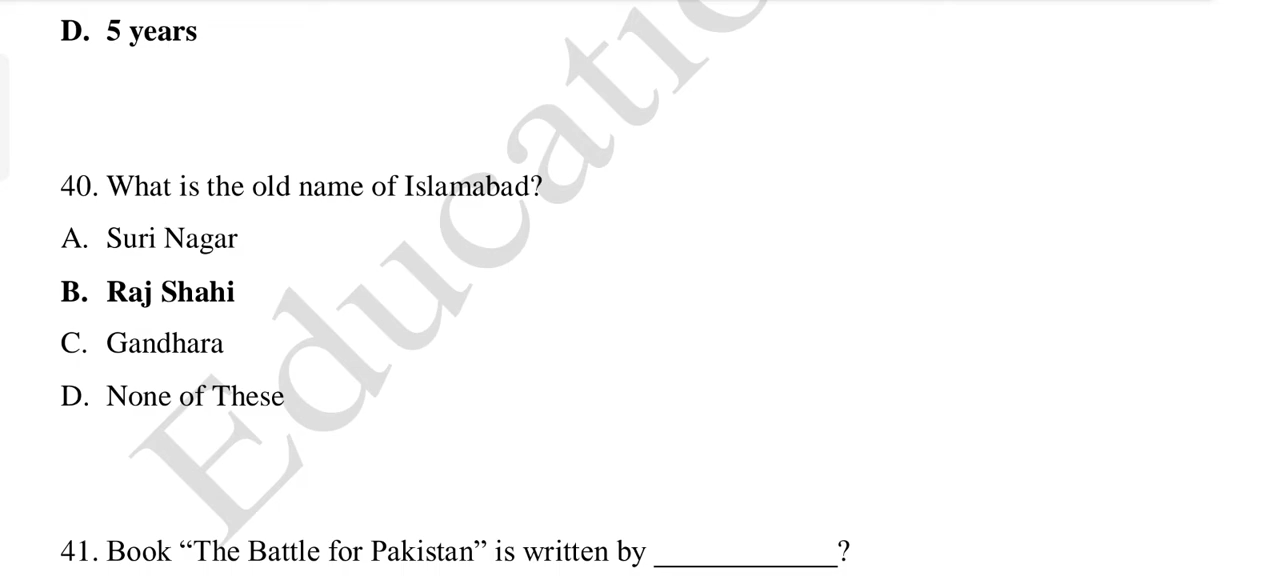 D. 5 years
40. What is the old name of Islamabad?
A. Suri Nagar
B. Raj Shahi
C. Gandhara
D. None of These
41. Book “The Battle for Pakistan” is written by ____________?